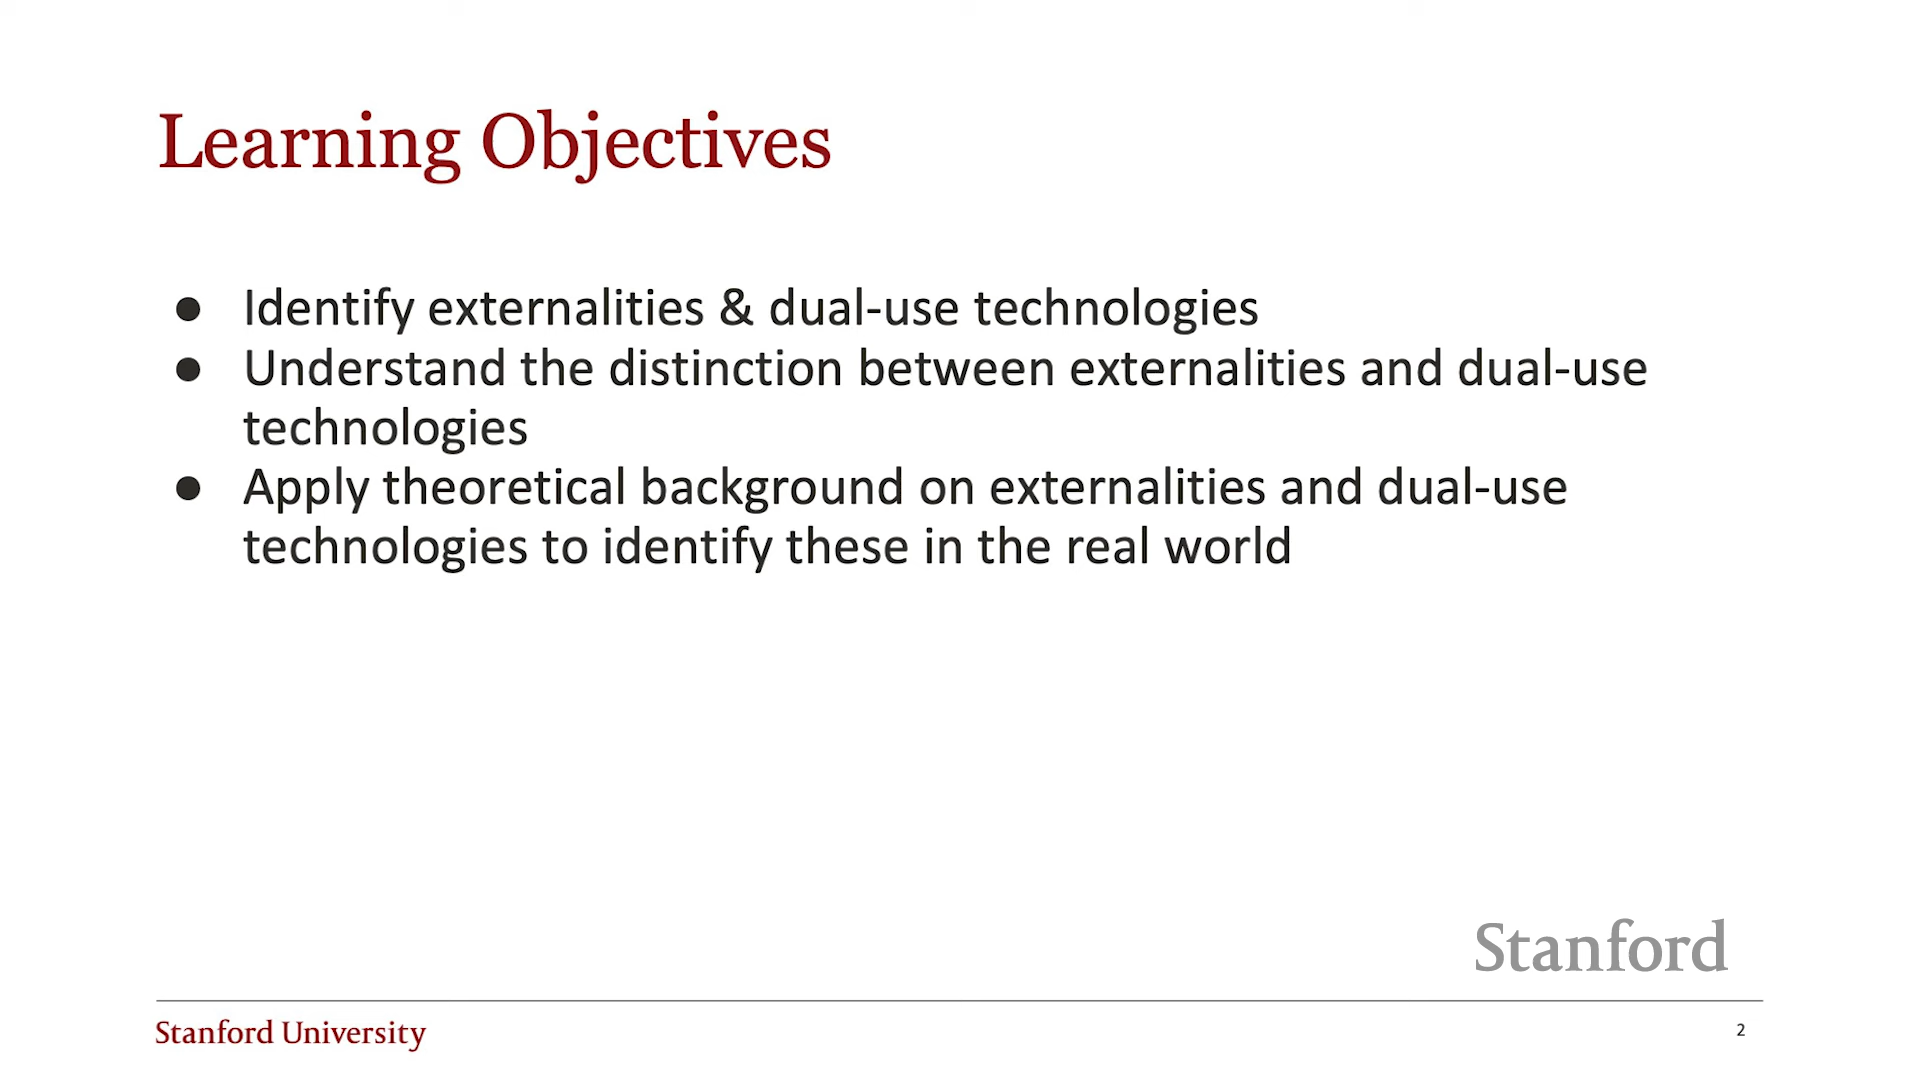 Learning Objectives
● Identify externalities & dual-use technologies
● Understand the distinction between externalities and dual-use
technologies
● Apply theoretical background on externalities and dual-use
technologies to identify these in the real world
Stanford
Stanford University
2